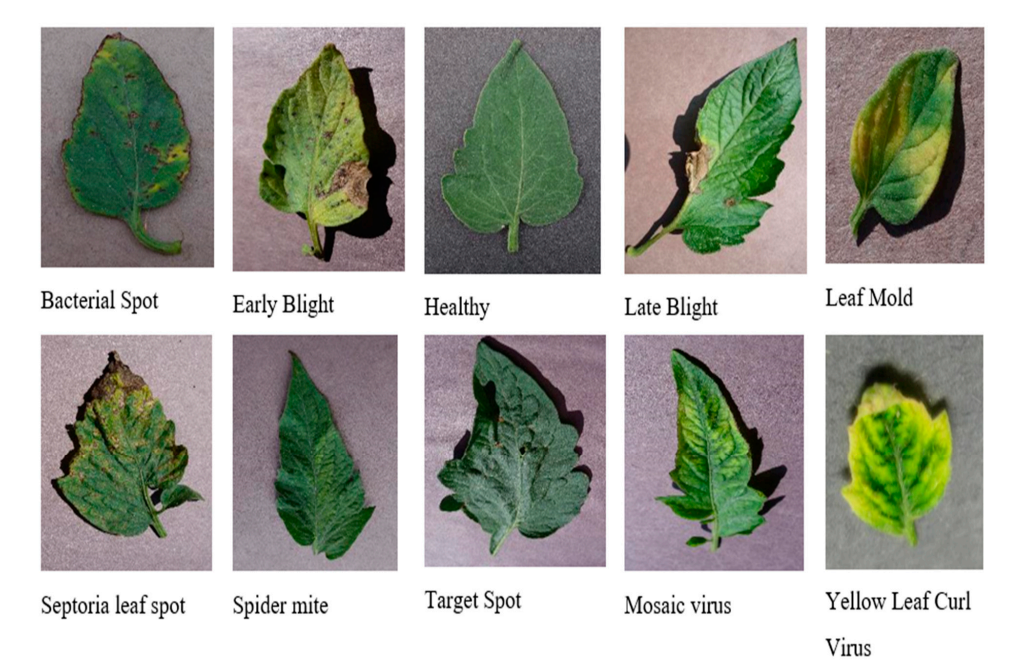 Bacterial Spot
Early Blight
Healthy
Late Blight
Leaf Mold
Septoria leaf spot
Spider mite
Target Spot
Mosaic virus
Yellow Leaf Curl
Virus